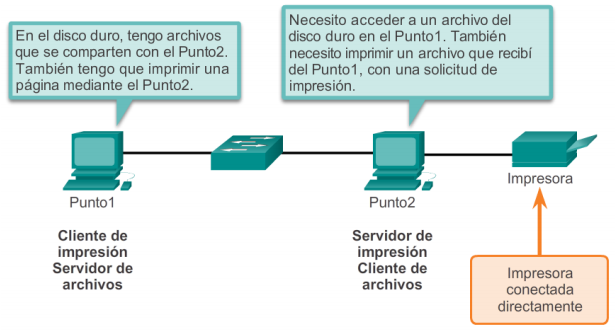 En el disco duro, tengo archivos
que se comparten con el Punto2.
También tengo que imprimir una
página mediante el Punto2.
Necesito acceder a un archivo del
disco duro en el Punto1. También
necesito imprimir un archivo que recibí
del Punto1, con una solicitud de
impresión.
Punto1
Punto2
Impresora
Cliente de
impresión
Servidor de
archivos
Servidor de
impresión
Cliente de
archivos
Impresora
conectada
directamente